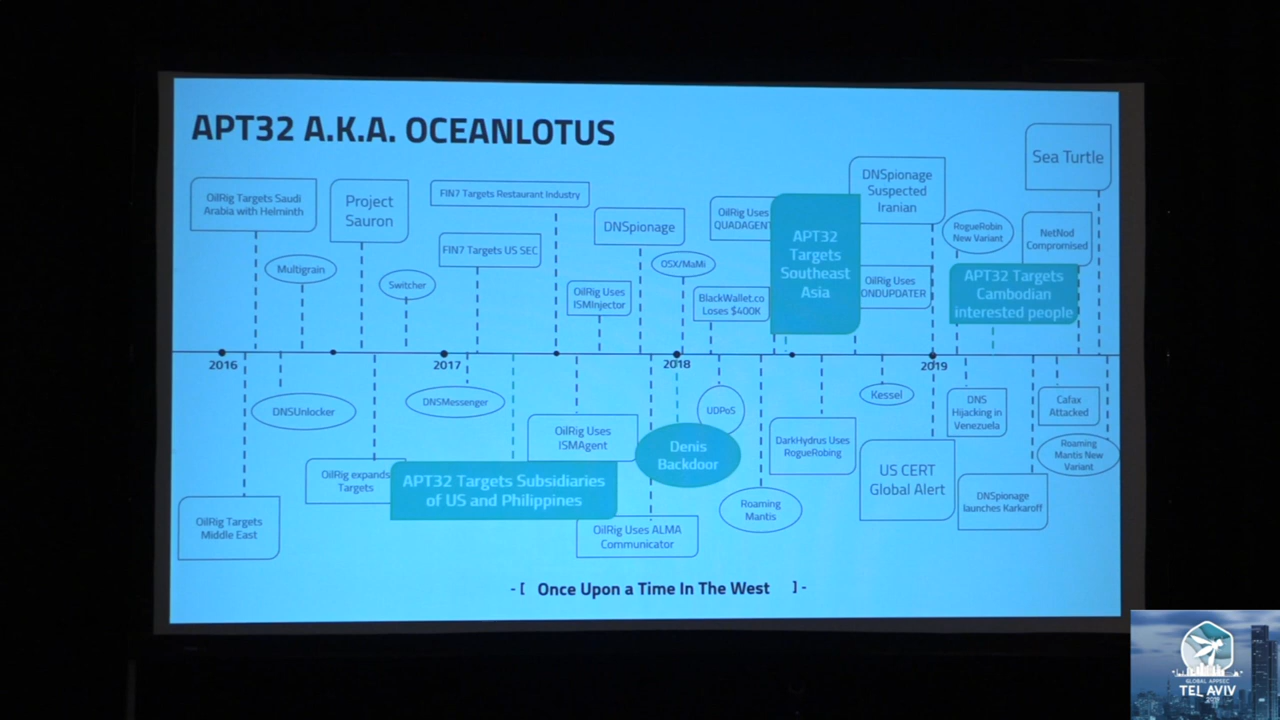 APT32 A.K.A. OCEANLOTUS
Sea Turtle
OilRig Targets Saudi
Arabia with Helminth
Project
Sauron
FIN7 Targets Restaurant Industry
DNSpionage
OilRig Uses
QUADAGENT
DNSpionage
Suspected
Iranian
RogueRobin
New Variant
NetNod
Compromised
Multigrain
Switcher
FIN7 Targets US SEC
OilRig Uses
ISMInjector
OSX/MaMi
BlackWallet.co
Loses $400K
APT32
Targets
Southeast
Asia
OilRig Uses
ONDUPDATER
APT32 Targets
Cambodian
interested people
2016
2017
2018
2019
DNSUnlocker
DNSMessenger
OilRig Uses
ISMAgent
UDPoS
Kessel
DNS
Hijacking in
Venezuela
Cafax
Attacked
OilRig expands
Targets
APT32 Targets Subsidiaries
of US and Philippines
Denis
Backdoor
DarkHydrus Uses
RogueRobing
US CERT
Global Alert
Roaming
Mantis New
Variant
OilRig Targets
Middle East
OilRig Uses ALMA
Communicator
Roaming
Mantis
DNSpionage
launches Karkaroff
-[ Once Upon a Time In The West ]-
GLOBAL APPSEC
TEL AVIV